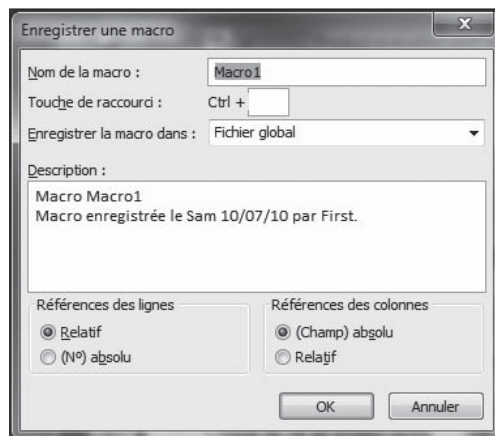 Enregistrer une macro
X
Nom de la macro : Macro1
Touche de raccourci : Ctrl +
Enregistrer la macro dans : Fichier global
Description :
Macro Macro1
Macro enregistrée le Sam 10/07/10 par First.
Références des lignes
Relatif
(Nº) absolu
Références des colonnes
(Champ) absolu
Relatif
OK Annuler